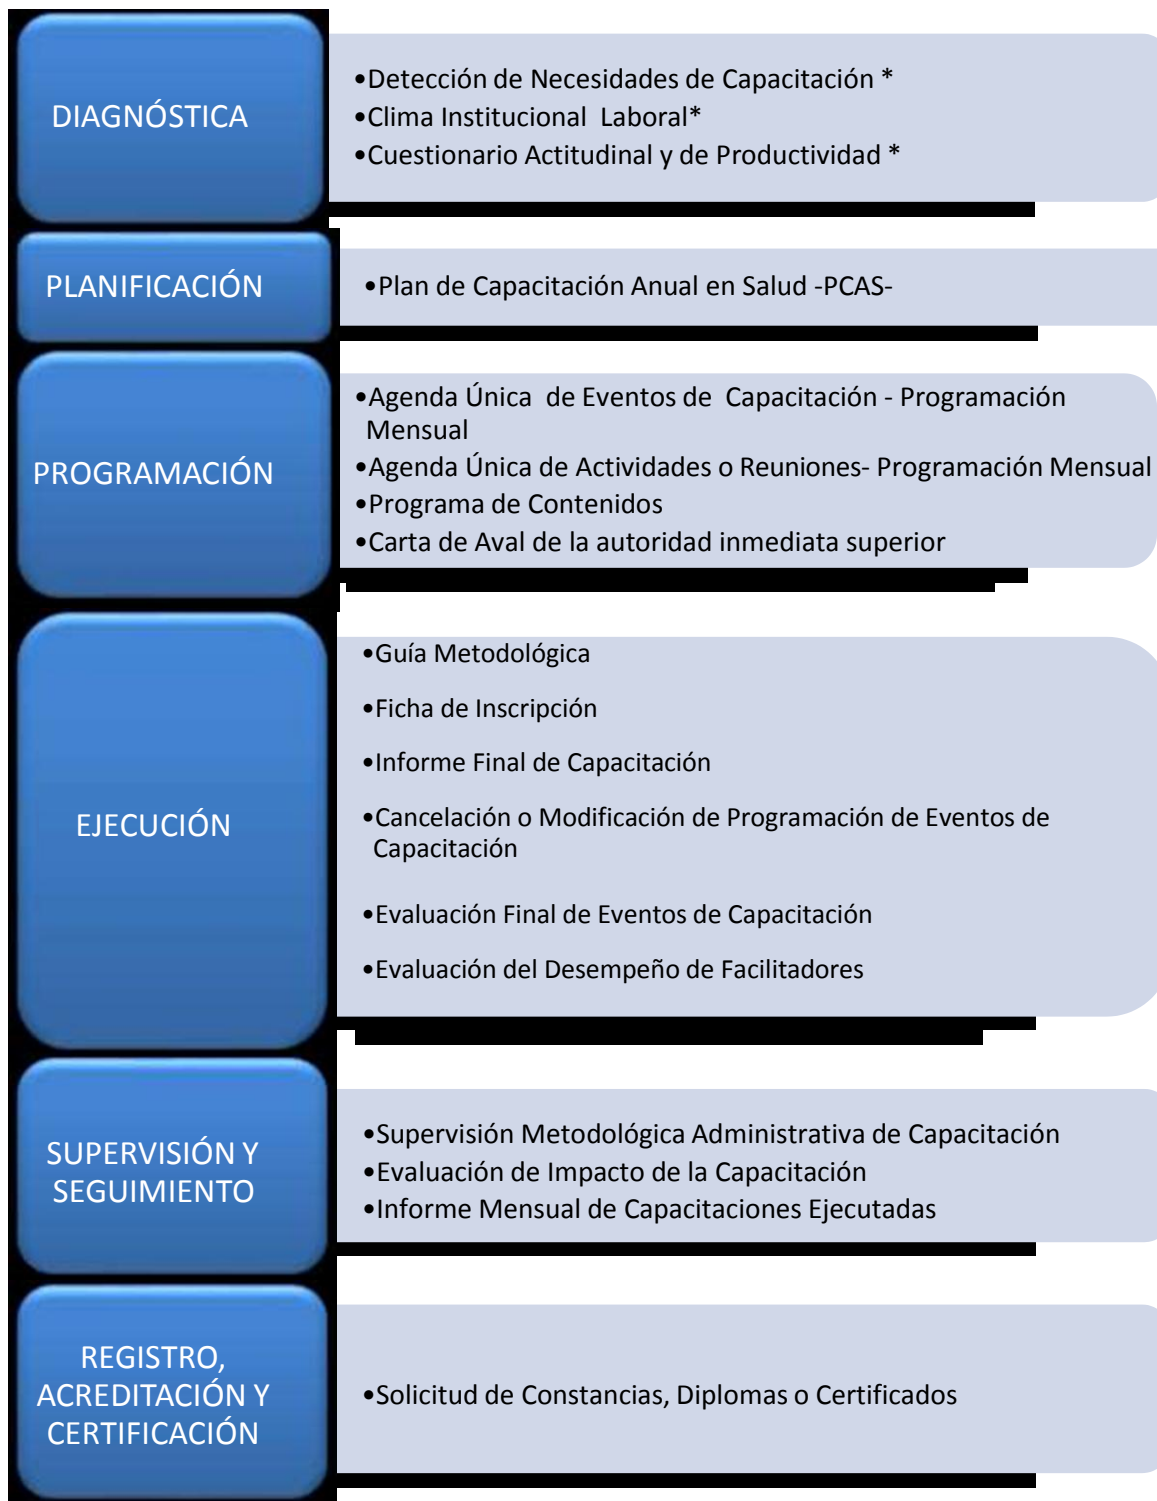 DIAGNÓSTICA
•Detección de Necesidades de Capacitación *
•Clima Institucional Laboral*
•Cuestionario Actitudinal y de Productividad *
PLANIFICACIÓN
•Plan de Capacitación Anual en Salud -PCAS-
PROGRAMACIÓN
•Agenda Única de Eventos de Capacitación - Programación
Mensual
•Agenda Única de Actividades o Reuniones- Programación Mensual
•Programa de Contenidos
•Carta de Aval de la autoridad inmediata superior
EJECUCIÓN
•Guía Metodológica
•Ficha de Inscripción
•Informe Final de Capacitación
•Cancelación o Modificación de Programación de Eventos de
Capacitación
•Evaluación Final de Eventos de Capacitación
•Evaluación del Desempeño de Facilitadores
SUPERVISIÓN Y
SEGUIMIENTO
•Supervisión Metodológica Administrativa de Capacitación
•Evaluación de Impacto de la Capacitación
•Informe Mensual de Capacitaciones Ejecutadas
REGISTRO,
ACREDITACIÓN Y
CERTIFICACIÓN
•Solicitud de Constancias, Diplomas o Certificados